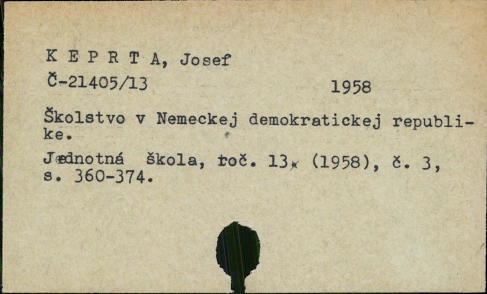 K E P R T A, Josef
Č-21405/13 1958
Školstvo v Nemeckej demokratickej republi-
ke.
Jednotná škola, roč. 13, (1958), č. 3,
s. 360-374.